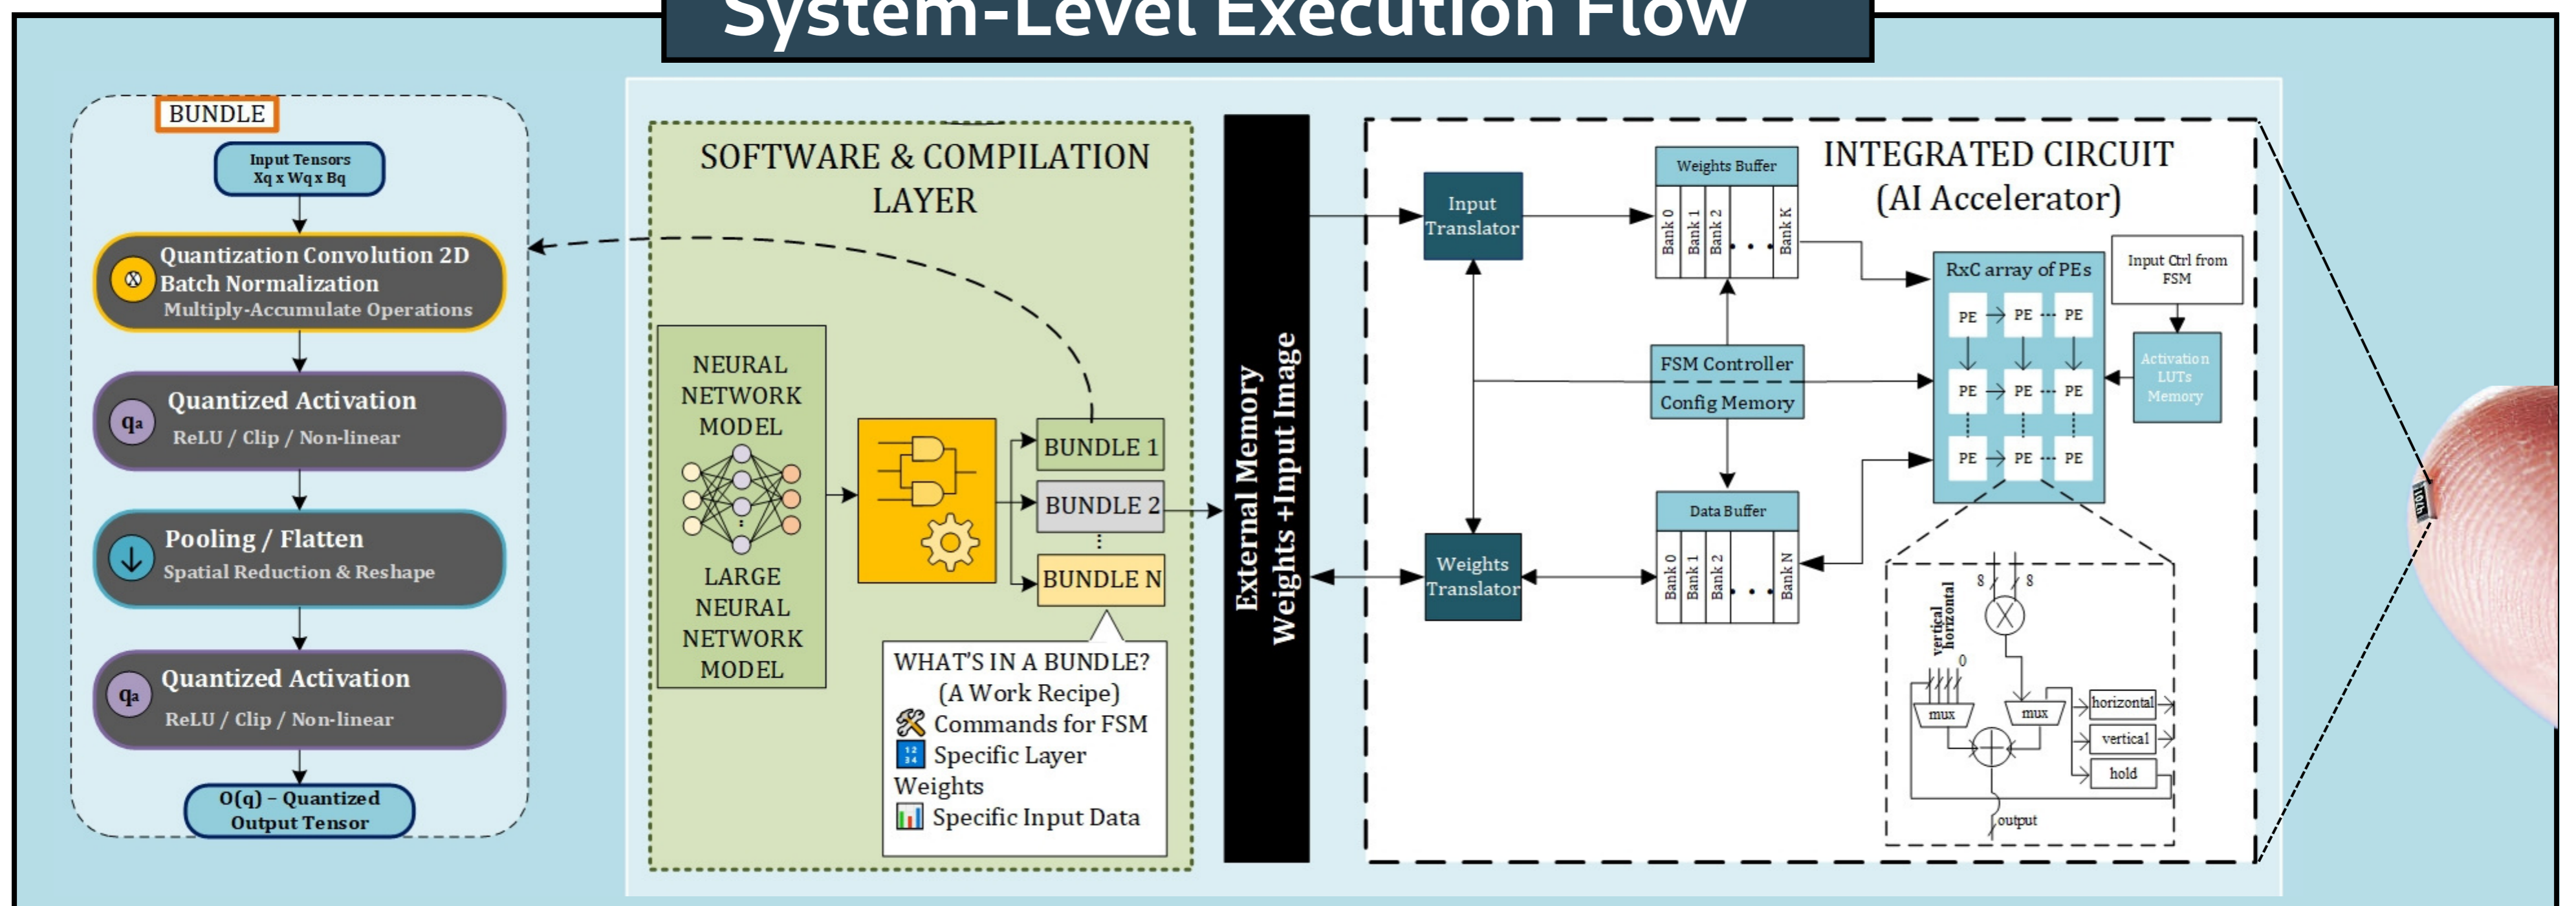 System-Level Execution Flow
BUNDLE
Input Tensors
Xq x Wq x Bq
Quantization Convolution 2D
Batch Normalization
Multiply-Accumulate Operations
qa
Quantized Activation
ReLU / Clip / Non-linear
Pooling / Flatten
Spatial Reduction & Reshape
qa
Quantized Activation
ReLU / Clip / Non-linear
O(q) – Quantized
Output Tensor
SOFTWARE & COMPILATION
LAYER
NEURAL
NETWORK
MODEL
LARGE
NEURAL
NETWORK
MODEL
BUNDLE 1
BUNDLE 2
BUNDLE N
WHAT'S IN A BUNDLE?
(A Work Recipe)
Commands for FSM
12
34
Specific Layer
Weights
Specific Input Data
External Memory
Weights +Input Image
INTEGRATED CIRCUIT
(AI Accelerator)
Input
Translator
Weights Buffer
Bank 0
Bank 1
Bank 2
...
Bank K
FSM Controller
Config Memory
Weights
Translator
Data Buffer
Bank 0
Bank 1
Bank 2
...
Bank N
RxC array of PEs
PE PE PE
PE PE PE
PE PE PE
Input Ctrl from
FSM
Activation
LUTs
Memory
8 8
X
vertical
horizontal
0
mux
mux
horizontal
vertical
hold
output